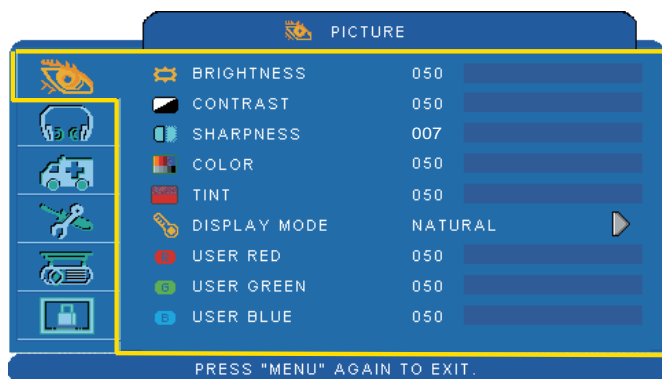 PICTURE
BRIGHTNESS 050
CONTRAST 050
SHARPNESS 007
COLOR 050
TINT 050
DISPLAY MODE NATURAL
R USER RED 050
G USER GREEN 050
B USER BLUE 050
PRESS "MENU" AGAIN TO EXIT.